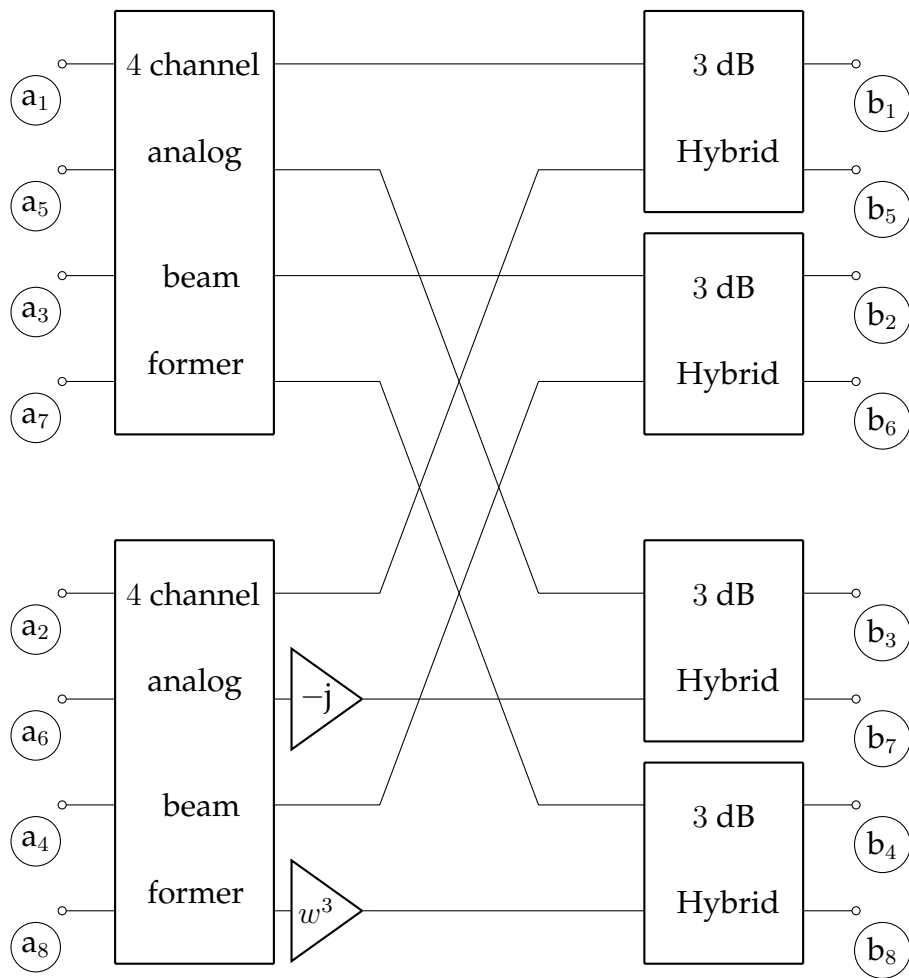 4 channel
analog
beam
former
3 dB
Hybrid
3 dB
Hybrid
a₁
a₅
a₃
a₇
b₁
b₅
b₂
b₆
4 channel
analog
beam
former
−j
w³
3 dB
Hybrid
3 dB
Hybrid
a₂
a₆
a₄
a₈
b₃
b₇
b₄
b₈